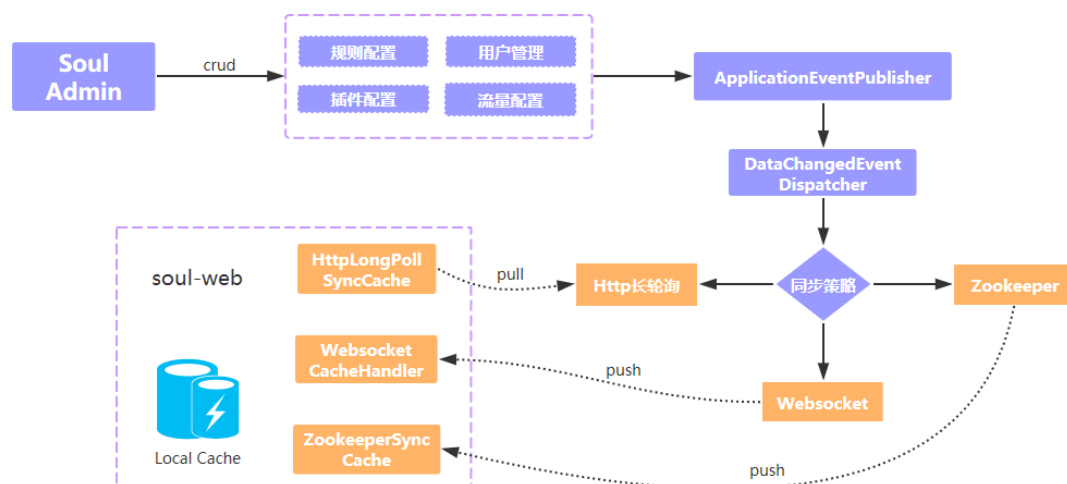 Soul
Admin
crud
规则配置
用户管理
插件配置
流量配置
ApplicationEventPublisher
DataChangedEvent
Dispatcher
soul-web
HttpLongPoll
SyncCache
pull
Http长轮询
同步策略
Zookeeper
Websocket
CacheHandler
push
Websocket
ZookeeperSync
Cache
Local Cache
push